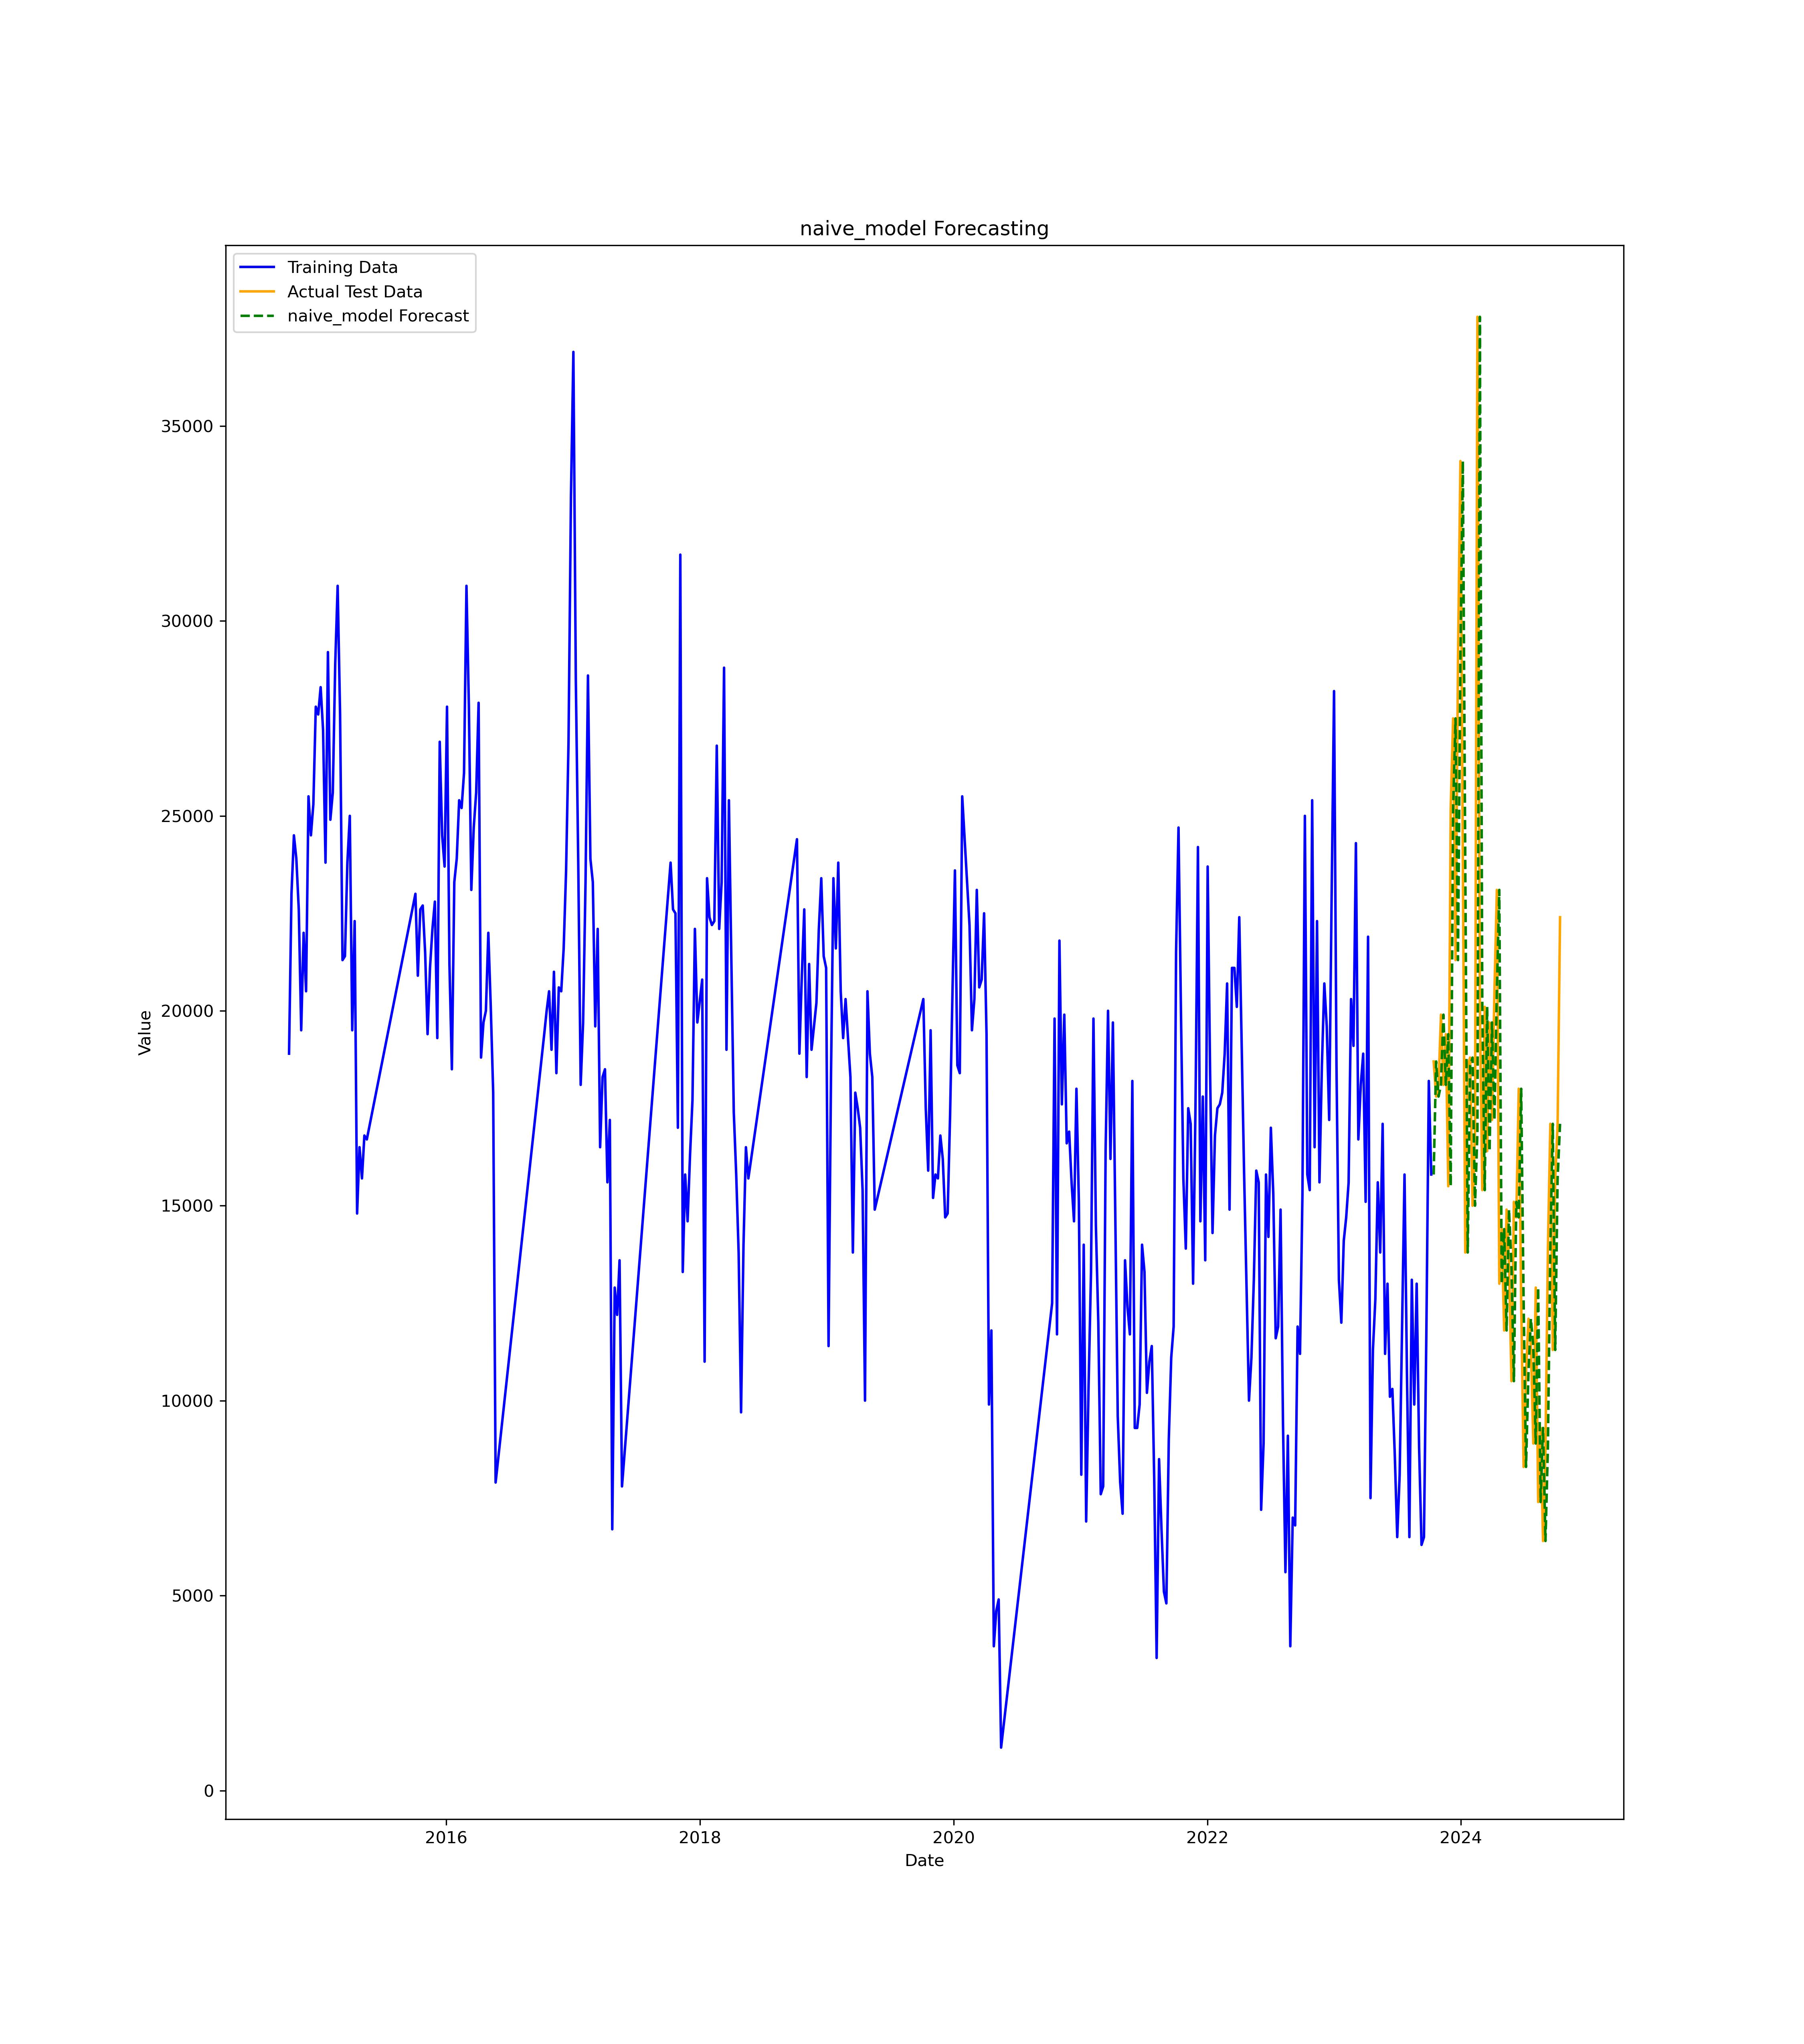 naive_model Forecasting
Training Data
Actual Test Data
naive_model Forecast
35000
30000
25000
20000
15000
10000
5000
0
Value
2016 2018 2020 2022 2024
Date